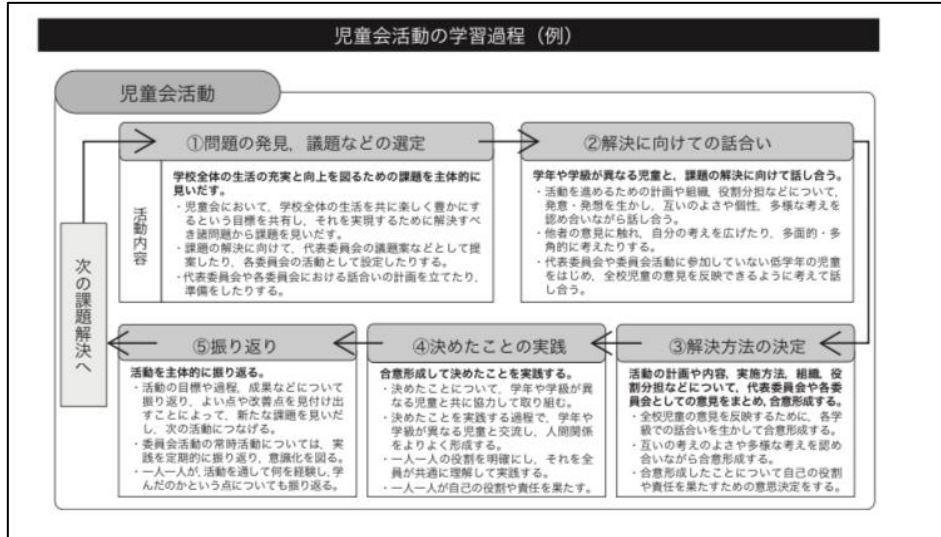 児童会活動の学習過程（例）
児童会活動
①問題の発見，議題などの選定
活動内容
学校全体の生活の充実と向上を図るための課題を主体的に
見いだす。
・児童会において，学校全体の生活を共に楽しく豊かにす
るという目標を共有し，それを実現するために解決すべ
き諸問題から課題を見いだす。
・課題の解決に向けて，代表委員会の議題案などとして提
案したり，各委員会の活動として設定したりする。
・代表委員会や各委員会における話合いの計画を立てたり，
準備をしたりする。
②解決に向けての話合い
学年や学級が異なる児童と，課題の解決に向けて話し合う。
・活動を進めるための計画や組織，役割分担などについて，
発意・発想を生かし，互いのよさや個性，多様な考えを
認め合いながら話し合う。
・他者の意見に触れ，自分の考えを広げたり，多面的・多
角的に考えたりする。
・代表委員会や委員会活動に参加していない低学年の児童
をはじめ，全校児童の意見を反映できるように考えて話
し合う。
③解決方法の決定
活動の計画や内容，実施方法，組織，役
割分担などについて，代表委員会や各委
員会としての意見をまとめ，合意形成する。
・全校児童の意見を反映するために，各学
級での話合いを生かして合意形成する。
・互いの考えのよさや多様な考えを認め
合いながら合意形成する。
・合意形成したことについて自己の役割
や責任を果たすための意思決定をする。
④決めたことの実践
合意形成して決めたことを実践する。
・決めたことについて，学年や学級が異
なる児童と共に協力して取り組む。
・決めたことを実践する過程で，学年や
学級が異なる児童と交流し，人間関係
をよりよく形成する。
・一人一人の役割を明確にし，それを全
員が共通に理解して実践する。
・一人一人が自己の役割や責任を果たす。
⑤振り返り
活動を主体的に振り返る。
・活動の目標や過程，成果などについて
振り返り，よい点や改善点を見付け出
すことによって，新たな課題を見いだ
し，次の活動につなげる。
・委員会活動の常時活動については，実
践を定期的に振り返り，意識化を図る。
・一人一人が，活動を通して何を経験し，学
んだのかという点についても振り返る。
次の課題解決へ